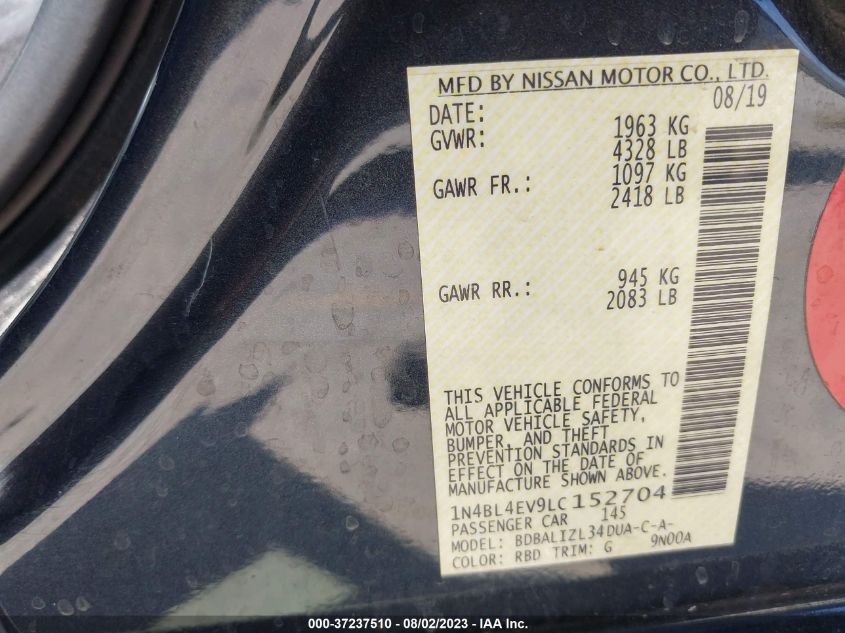 MFD BY NISSAN MOTOR CO., LTD.
DATE: 08/19
GVWR: 1963 KG
4328 LB
GAWR FR.: 1097 KG
2418 LB
GAWR RR.: 945 KG
2083 LB
THIS VEHICLE CONFORMS TO
ALL APPLICABLE FEDERAL
MOTOR VEHICLE SAFETY,
BUMPER, AND THEFT
PREVENTION STANDARDS IN
EFFECT ON THE DATE OF
MANUFACTURE SHOWN ABOVE.
1N4BL4EV9LC152704
PASSENGER CAR 145
MODEL: BDBALIZL34DUA-C-A-
COLOR: RBD TRIM: G 9N00A
000-37237510 - 08/02/2023 - IAA Inc.